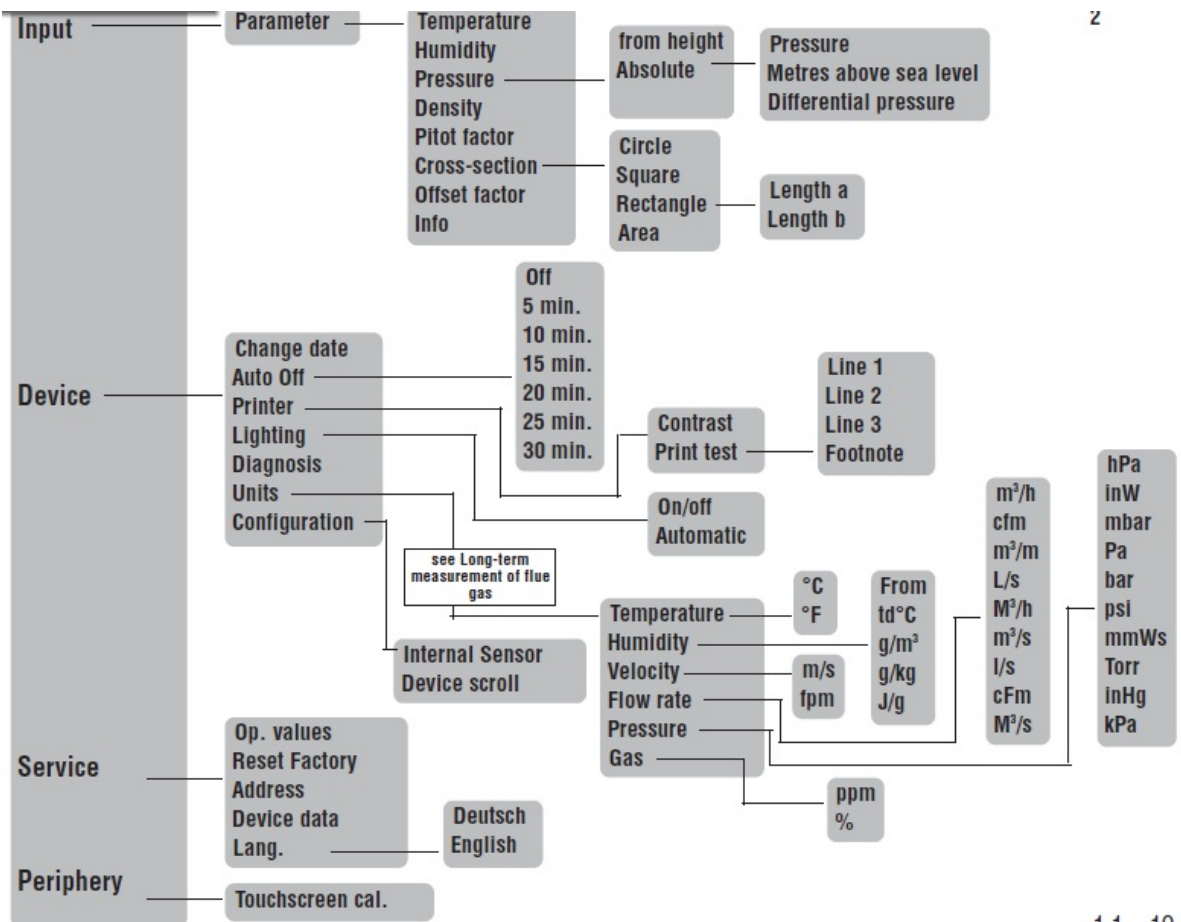 Input
Parameter
Temperature
Humidity
Pressure
Density
Pitot factor
Cross-section
Offset factor
Info
from height
Absolute
Pressure
Metres above sea level
Differential pressure
Circle
Square
Rectangle
Area
Length a
Length b
2
Device
Change date
Auto Off
Printer
Lighting
Diagnosis
Units
Configuration
Off
5 min.
10 min.
15 min.
20 min.
25 min.
30 min.
Contrast
Print test
Line 1
Line 2
Line 3
Footnote
On/off
Automatic
see Long-term
measurement of flue
gas
Internal Sensor
Device scroll
Temperature
Humidity
Velocity
Flow rate
Pressure
Gas
°C
°F
From
td°C
g/m³
g/kg
J/g
m/s
fpm
m³/h
cfm
m³/m
L/s
M³/h
m³/s
l/s
cFm
M³/s
hPa
inW
mbar
Pa
bar
psi
mmWs
Torr
inHg
kPa
ppm
%
Service
Op. values
Reset Factory
Address
Device data
Lang.
Deutsch
English
Periphery
Touchscreen cal.